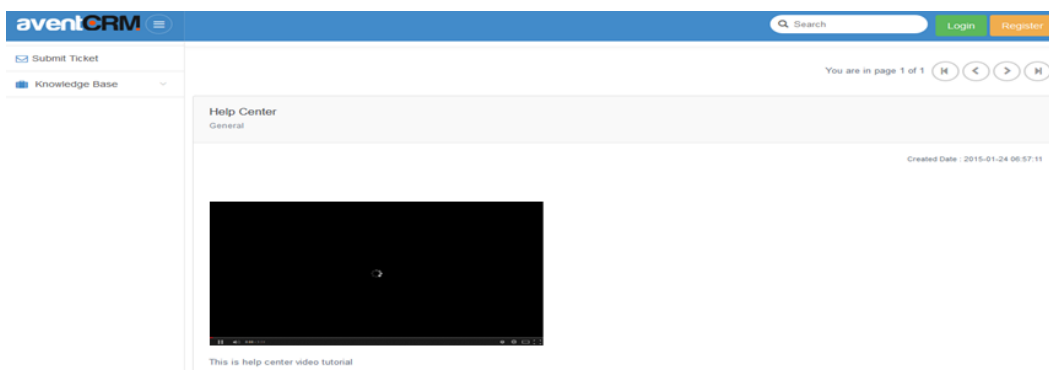 aventCRM
Search
Login
Register
Submit Ticket
Knowledge Base
You are in page 1 of 1
Help Center
General
Created Date : 2015-01-24 06:57:11
This is help center video tutorial